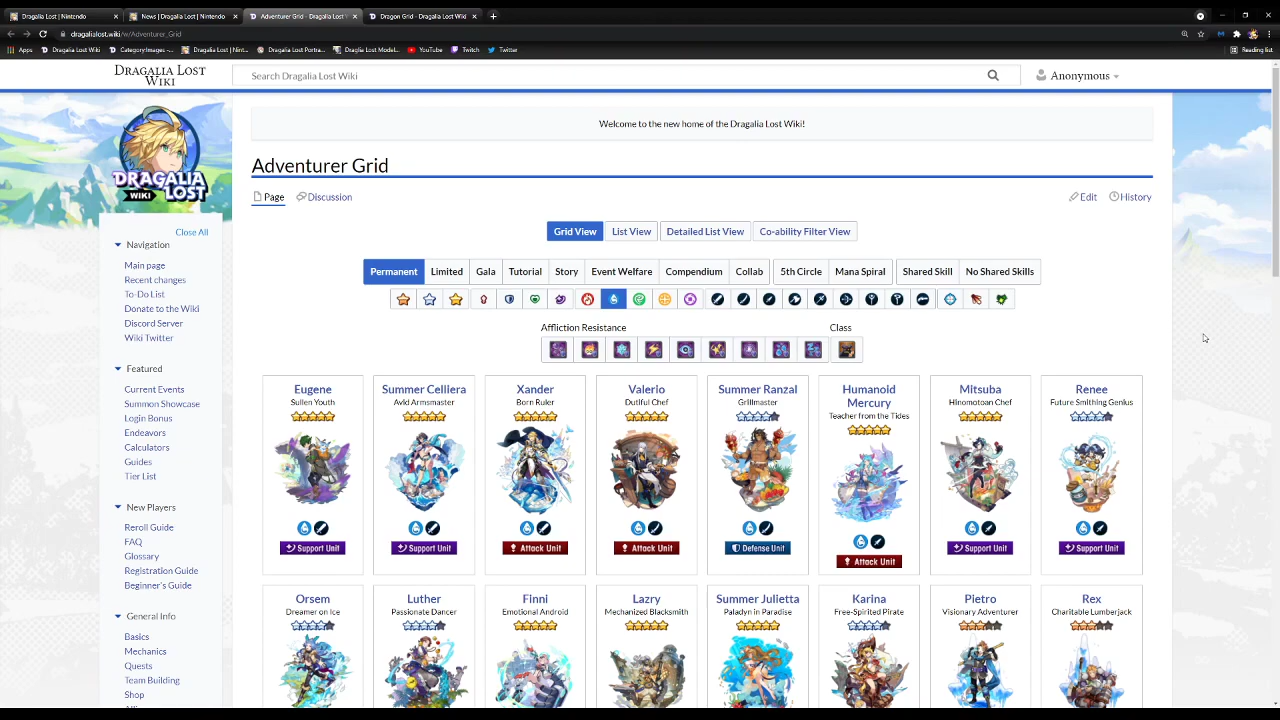 Dragalia Lost | Nintendo
News | Dragalia Lost | Nintendo
Adventurer Grid - Dragalia Lost
Dragon Grid - Dragalia Lost Wiki
dragalialost.wiki/w/Adventurer_Grid
Apps
Dragalia Lost Wiki
Category:Images -...
Dragalia Lost | Nint...
Dragalia Lost Portra...
Draglia Lost Model...
YouTube
Twitch
Twitter
Reading list
DRAGALIA LOST
WIKI
Search Dragalia Lost Wiki
Anonymous
Welcome to the new home of the Dragalia Lost Wiki!
DRAGALIA
WIKI LOST
Adventurer Grid
Page
Discussion
Edit
History
Close All
Navigation
Main page
Recent changes
To-Do List
Donate to the Wiki
Discord Server
Wiki Twitter
Featured
Current Events
Summon Showcase
Login Bonus
Endeavors
Calculators
Guides
Tier List
New Players
Reroll Guide
FAQ
Glossary
Registration Guide
Beginner's Guide
General Info
Basics
Mechanics
Quests
Team Building
Shop
Grid View
List View
Detailed List View
Co-ability Filter View
Permanent
Limited
Gala
Tutorial
Story
Event Welfare
Compendium
Collab
5th Circle
Mana Spiral
Shared Skill
No Shared Skills
Affliction Resistance
Class
Eugene
Sullen Youth
Support Unit
Summer Celliera
Avid Armsmaster
Support Unit
Xander
Born Ruler
Attack Unit
Valerio
Dutiful Chef
Attack Unit
Summer Ranzal
Grillmaster
Defense Unit
Humanoid
Mercury
Teacher from the Tides
Attack Unit
Mitsuba
Hinomotoan Chef
Support Unit
Renee
Future Smithing Genius
Support Unit
Orsem
Dreamer on Ice
Luther
Passionate Dancer
Finni
Emotional Android
Lazry
Mechanized Blacksmith
Summer Julietta
Paladyn in Paradise
Karina
Free-Spirited Pirate
Pietro
Visionary Adventurer
Rex
Charitable Lumberjack